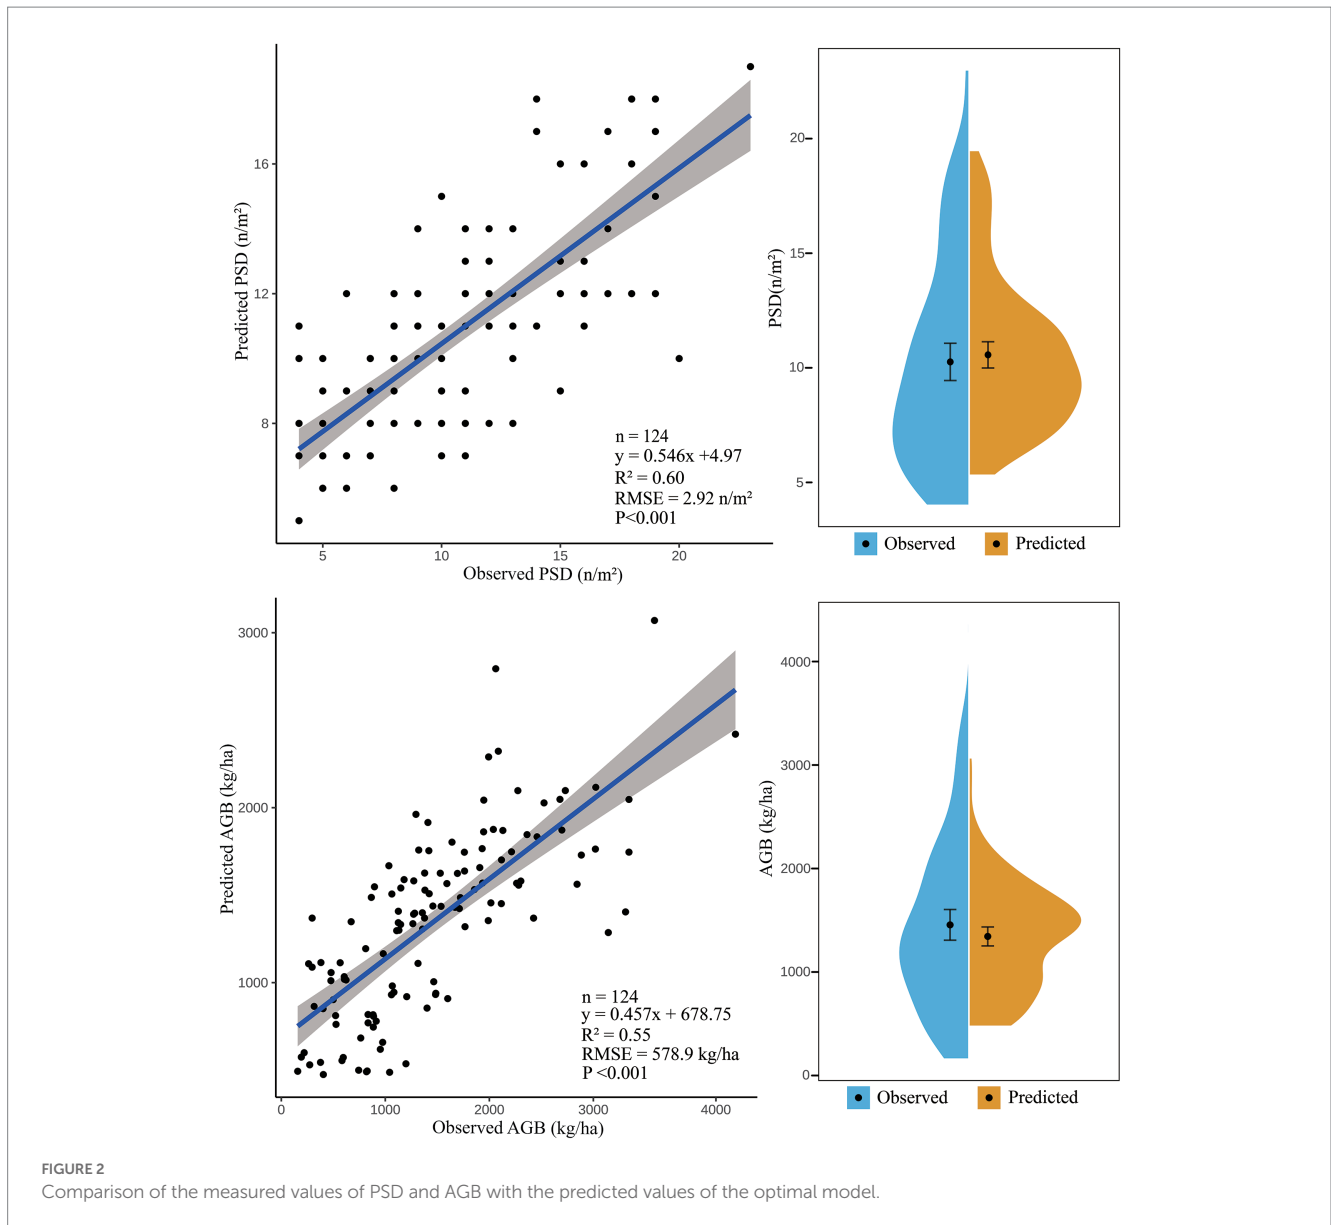 Predicted PSD (n/m²)
16
12
8
n = 124
y = 0.546x +4.97
R² = 0.60
RMSE = 2.92 n/m²
P<0.001
5
10
15
20
Observed PSD (n/m²)
PSD(n/m²)
20
15
10
5
Observed
Predicted
Predicted AGB (kg/ha)
3000
2000
1000
n = 124
y = 0.457x + 678.75
R² = 0.55
RMSE = 578.9 kg/ha
P <0.001
0
1000
2000
3000
4000
Observed AGB (kg/ha)
AGB (kg/ha)
4000
3000
2000
1000
0
Observed
Predicted
FIGURE 2
Comparison of the measured values of PSD and AGB with the predicted values of the optimal model.